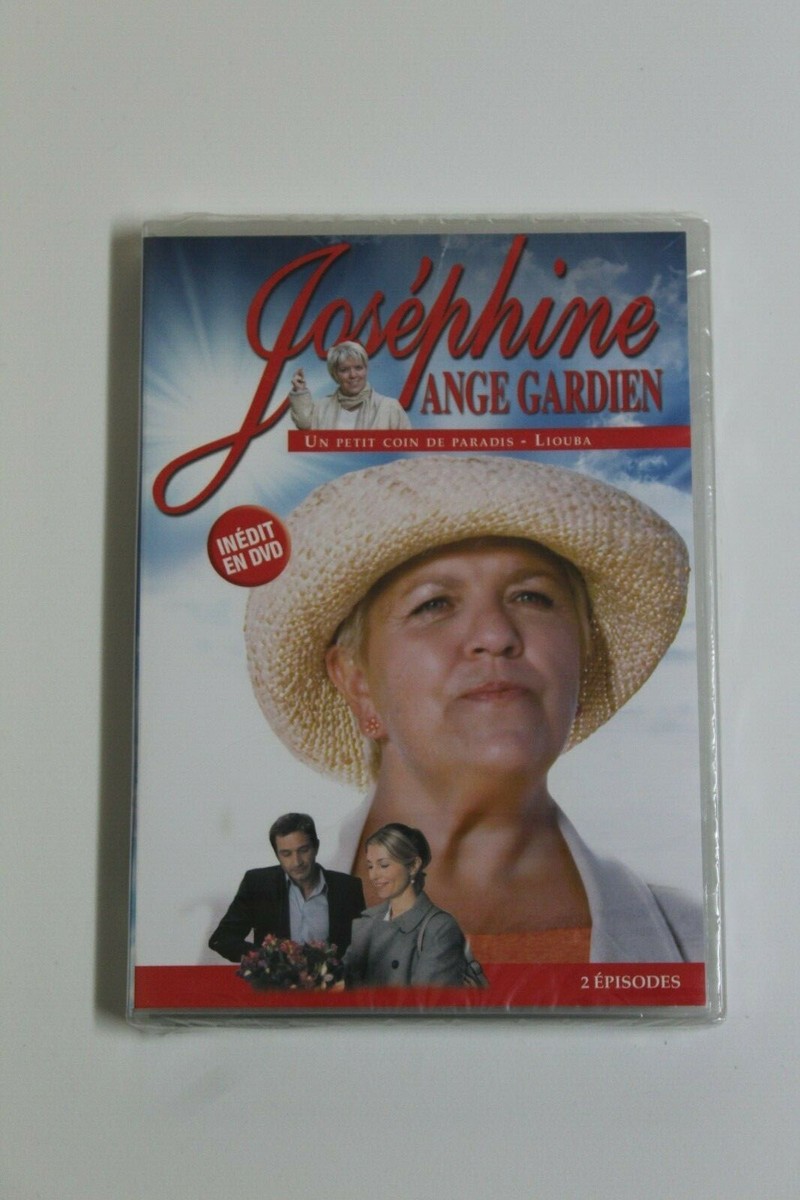 Joséphine
ANGE GARDIEN
UN PETIT COIN DE PARADIS - LIOUBA
INÉDIT
EN DVD
2 ÉPISODES